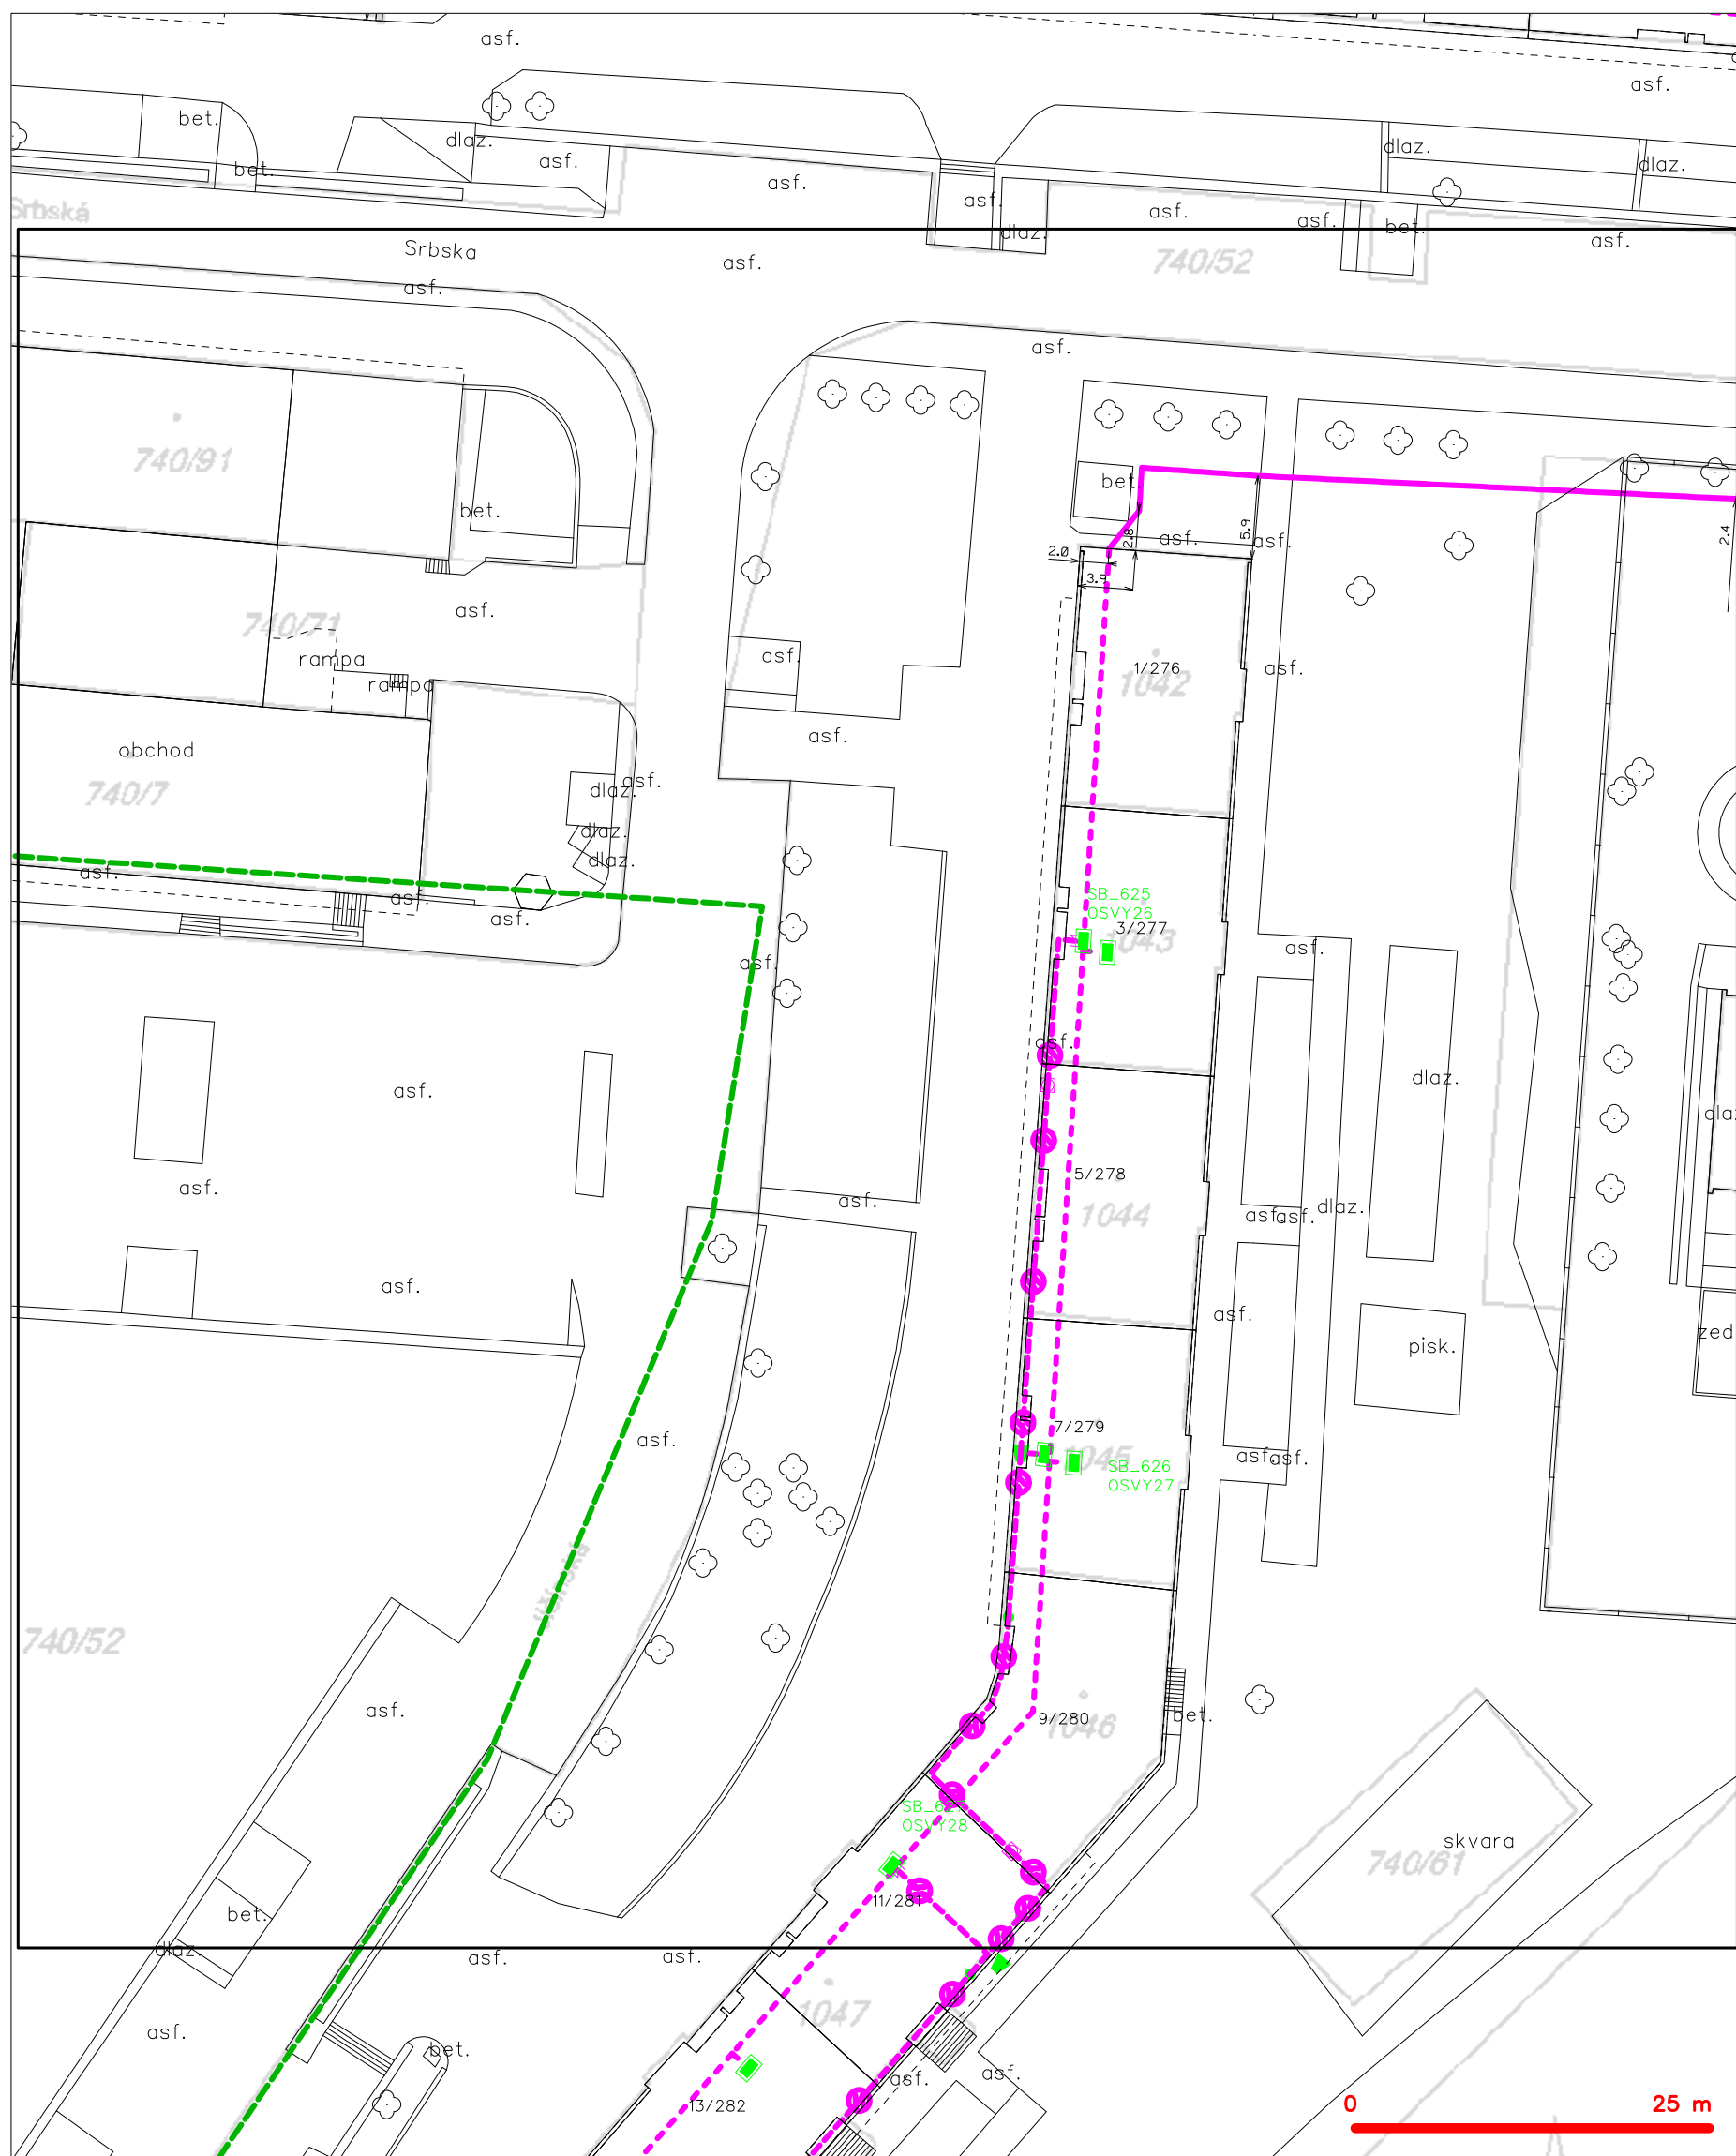 asf.
asf.
bet.
dlaz.
asf.
bet.
asf.
dlaz.
dlaz.
asf.
asf.
asf.
bet.
dlaz.
asf.
Srbská
Srbska
asf.
740/52
asf.
asf.
740/91
bet.
bet.
asf.
asf.
2.8
5.9
2.4
2.0
3.9
asf.
740/71
rampa
rampa
asf.
1/276
1042
asf.
obchod
asf.
740/7
dlaz.
asf.
dlaz.
dlaz.
asf.
asf.
asf.
SB_625
OSVY26
3/277
1043
asf.
asf.
asf.
asf.
dlaz.
asf.
5/278
1044
asf.
asf.
dlaz.
asf.
asf.
asf.
asf.
pisk.
zed
7/279
1045
SB_626
OSVY27
asf.
asf.
asf.
740/52
asf.
9/280
1046
bet.
OSVY28
skvara
740/61
11/281
bet.
dlaz.
asf.
asf.
asf.
1047
bet.
asf.
asf.
13/282
0 25 m